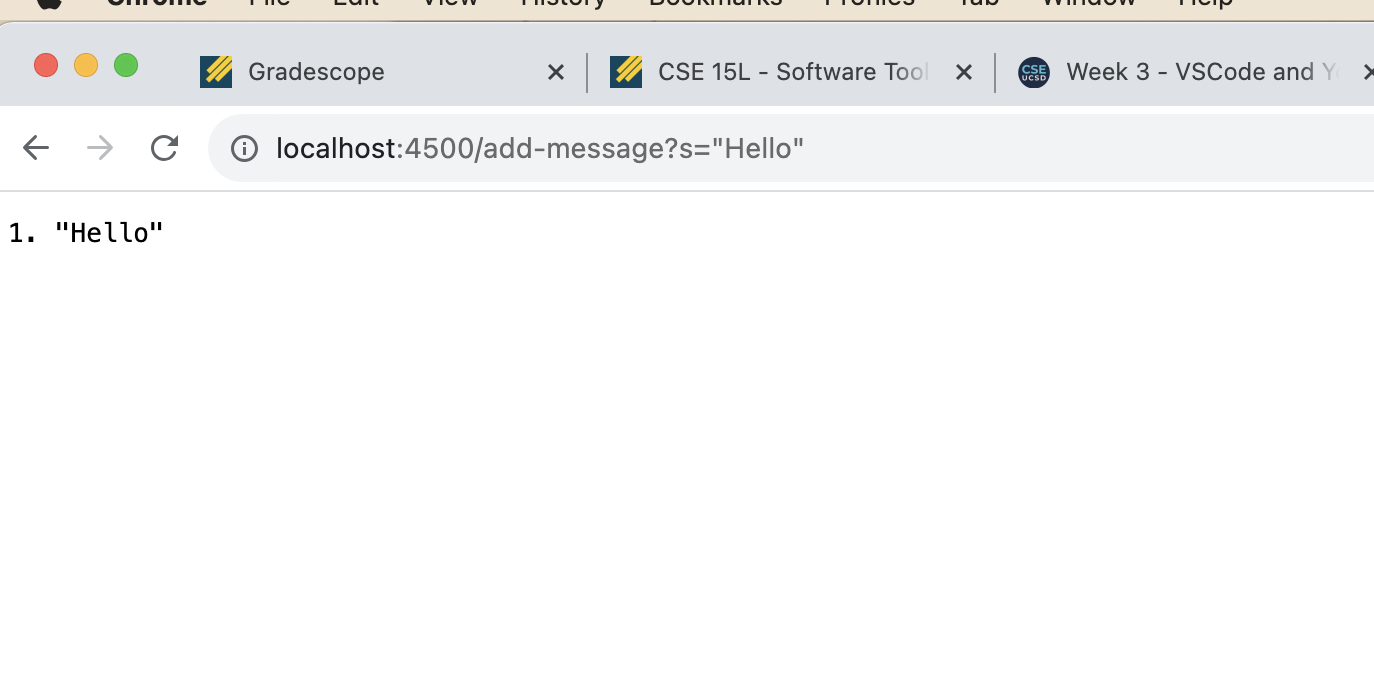 Chrome File Edit View History Bookmarks Profiles Tab Window Help
Gradescope CSE 15L - Software Tool CSE UCSD Week 3 - VSCode and Y
localhost:4500/add-message?s="Hello"
1. "Hello"